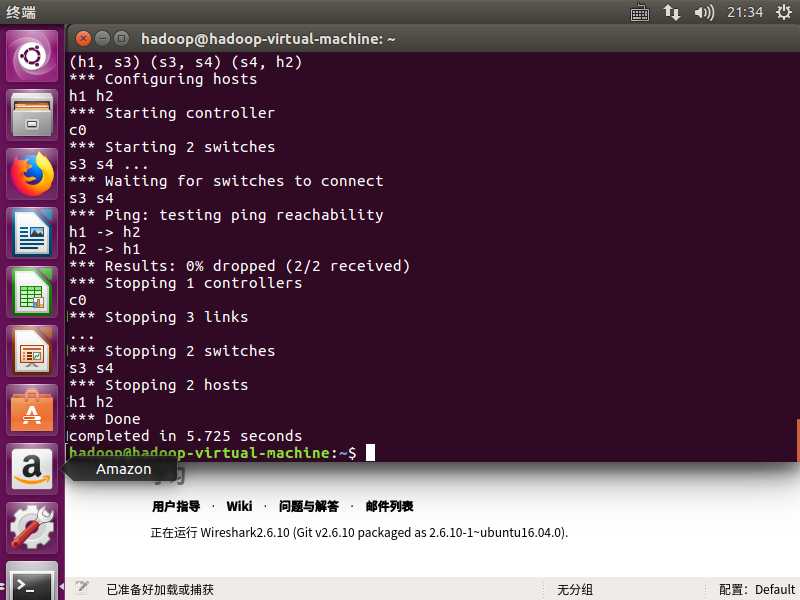 终端
21:34
hadoop@hadoop-virtual-machine: ~
(h1, s3) (s3, s4) (s4, h2)
*** Configuring hosts
h1 h2
*** Starting controller
c0
*** Starting 2 switches
s3 s4 ...
*** Waiting for switches to connect
s3 s4
*** Ping: testing ping reachability
h1 -> h2
h2 -> h1
*** Results: 0% dropped (2/2 received)
*** Stopping 1 controllers
c0
*** Stopping 3 links
...
*** Stopping 2 switches
s3 s4
*** Stopping 2 hosts
h1 h2
*** Done
completed in 5.725 seconds
hadoop@hadoop-virtual-machine:~$
Amazon
用户指导 · Wiki · 问题与解答 · 邮件列表
正在运行 Wireshark2.6.10 (Git v2.6.10 packaged as 2.6.10-1~ubuntu16.04.0).
已准备好加载或捕获 无分组 配置: Default